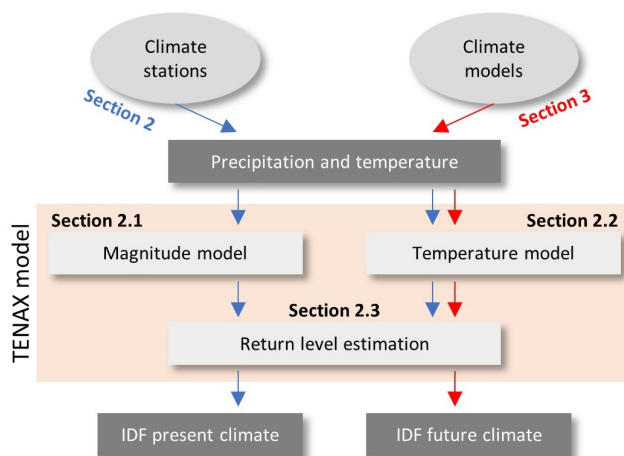 Climate
stations
Climate
models
Section 2
Section 3
Precipitation and temperature
TENAX model
Section 2.1
Section 2.2
Magnitude model
Temperature model
Section 2.3
Return level estimation
IDF present climate
IDF future climate